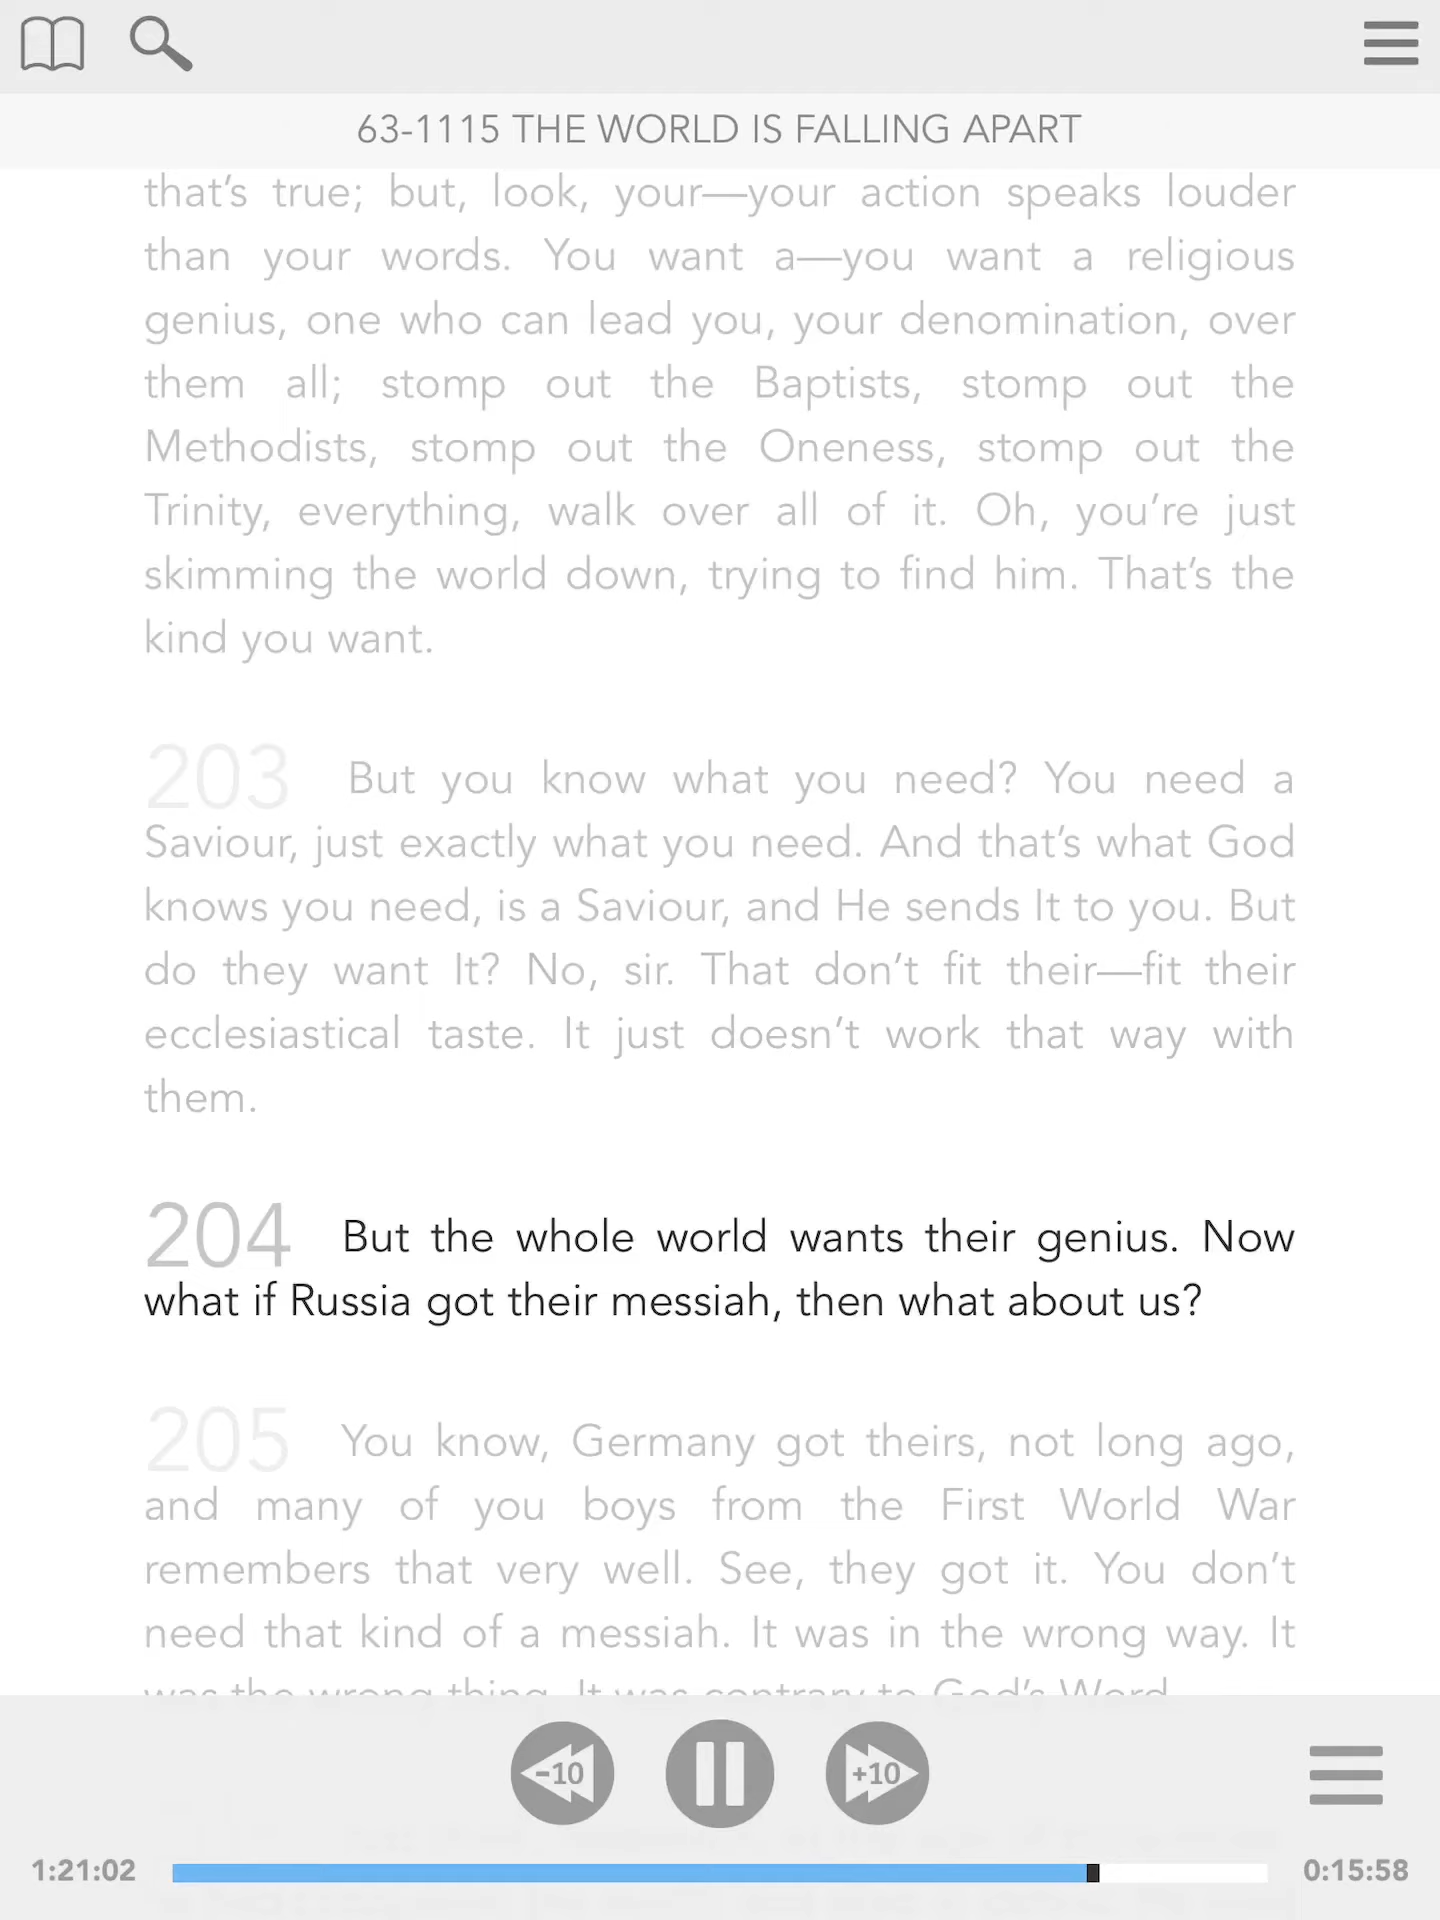 63-1115 THE WORLD IS FALLING APART
that's true; but, look, your—your action speaks louder
than your words. You want a—you want a religious
genius, one who can lead you, your denomination, over
them all; stomp out the Baptists, stomp out the
Methodists, stomp out the Oneness, stomp out the
Trinity, everything, walk over all of it. Oh, you're just
skimming the world down, trying to find him. That's the
kind you want.
203 But you know what you need? You need a
Saviour, just exactly what you need. And that's what God
knows you need, is a Saviour, and He sends It to you. But
do they want It? No, sir. That don't fit their—fit their
ecclesiastical taste. It just doesn't work that way with
them.
204 But the whole world wants their genius. Now
what if Russia got their messiah, then what about us?
205 You know, Germany got theirs, not long ago,
and many of you boys from the First World War
remembers that very well. See, they got it. You don't
need that kind of a messiah. It was in the wrong way. It
was the wrong thing. It was contrary to God's Word.
-10 +10
1:21:02 0:15:58